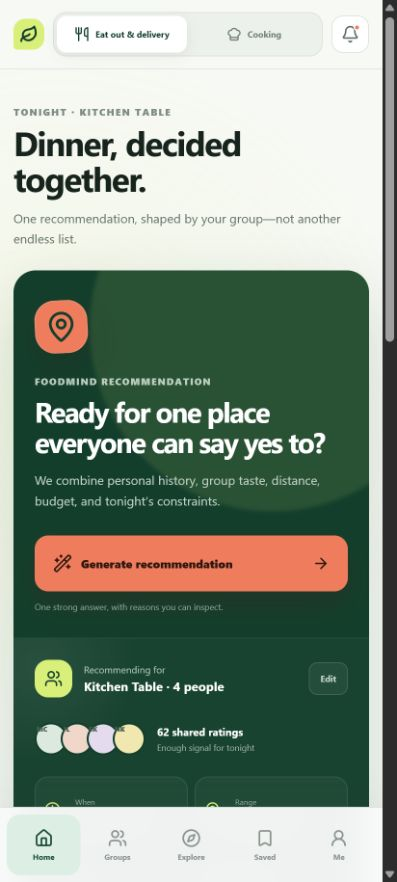 Eat out & delivery
Cooking
TONIGHT · KITCHEN TABLE
Dinner, decided
together.
One recommendation, shaped by your group—not another
endless list.
FOODMIND RECOMMENDATION
Ready for one place
everyone can say yes to?
We combine personal history, group taste, distance,
budget, and tonight's constraints.
Generate recommendation
One strong answer, with reasons you can inspect.
Recommending for
Kitchen Table · 4 people
Edit
62 shared ratings
Enough signal for tonight
When
Range
Home
Groups
Explore
Saved
Me